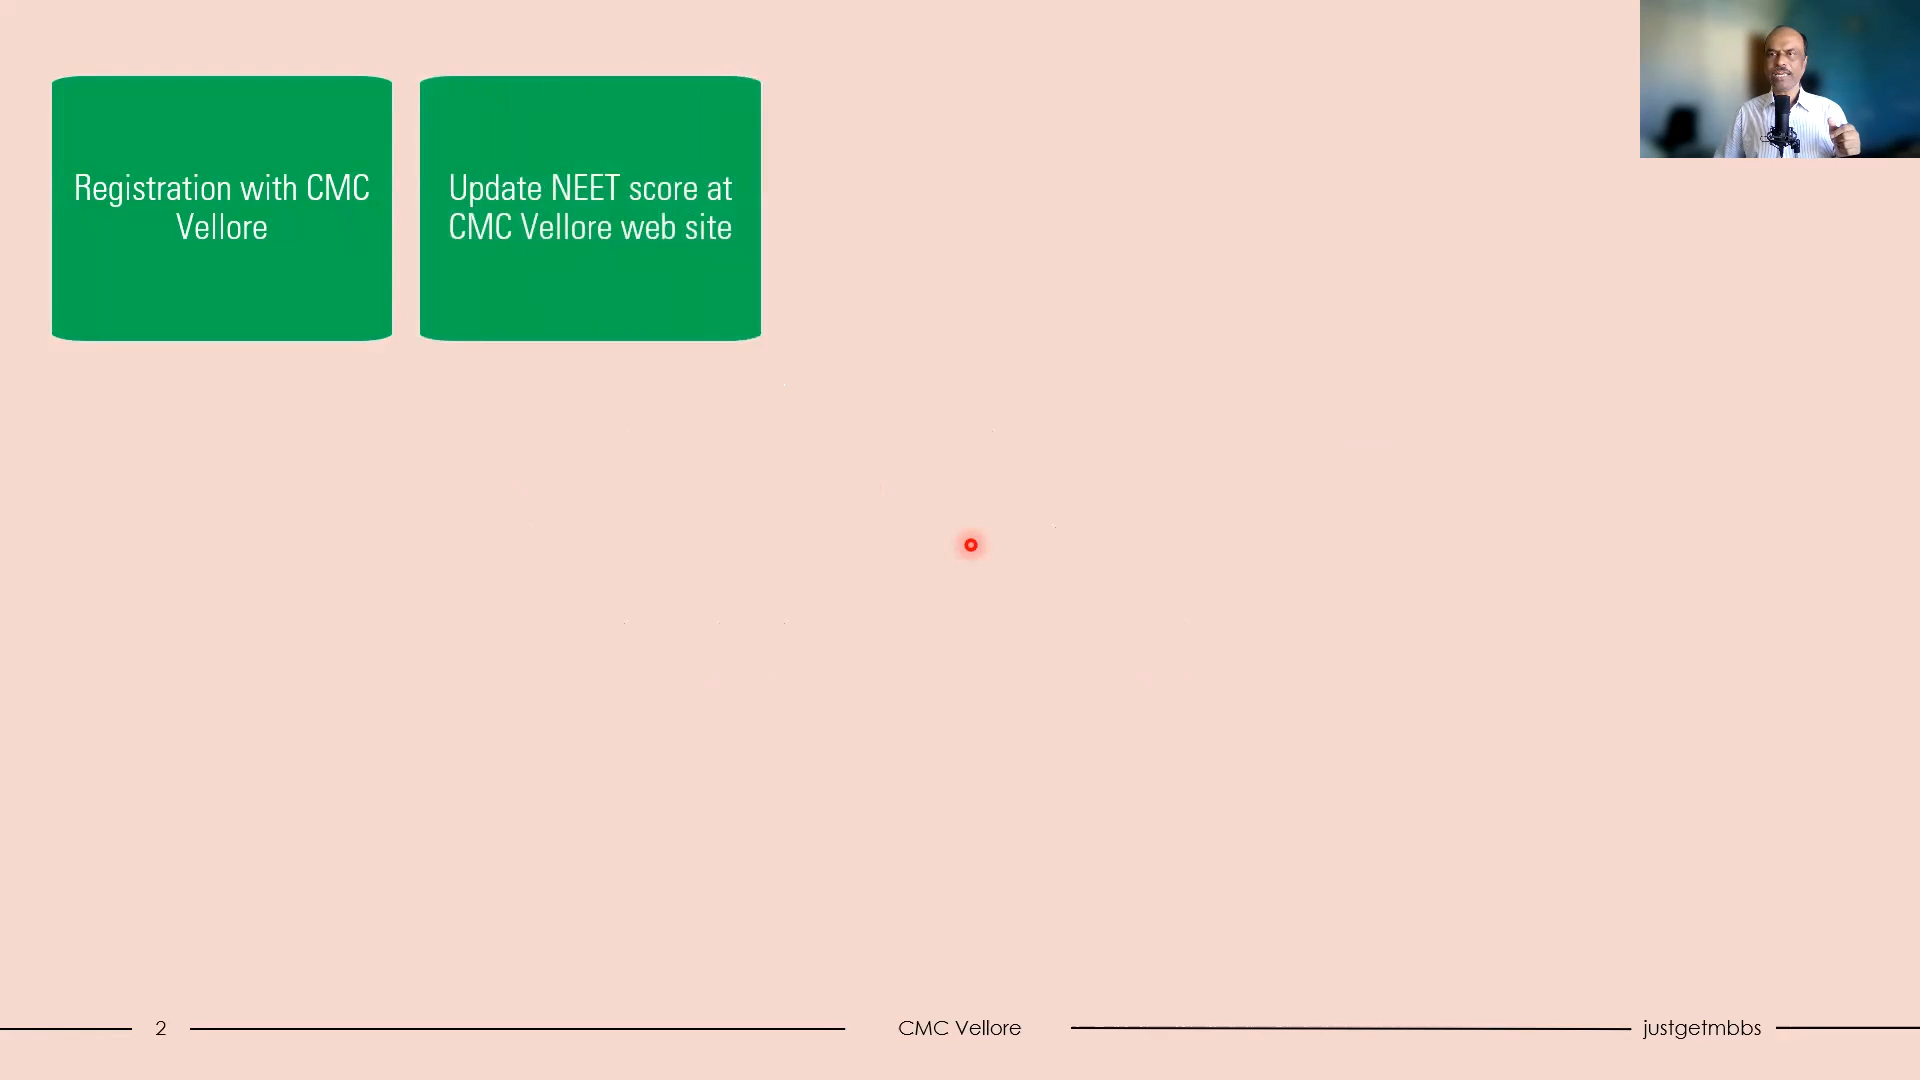 Registration with CMC
Vellore
Update NEET score at
CMC Vellore web site
2
CMC Vellore
justgetmbbs